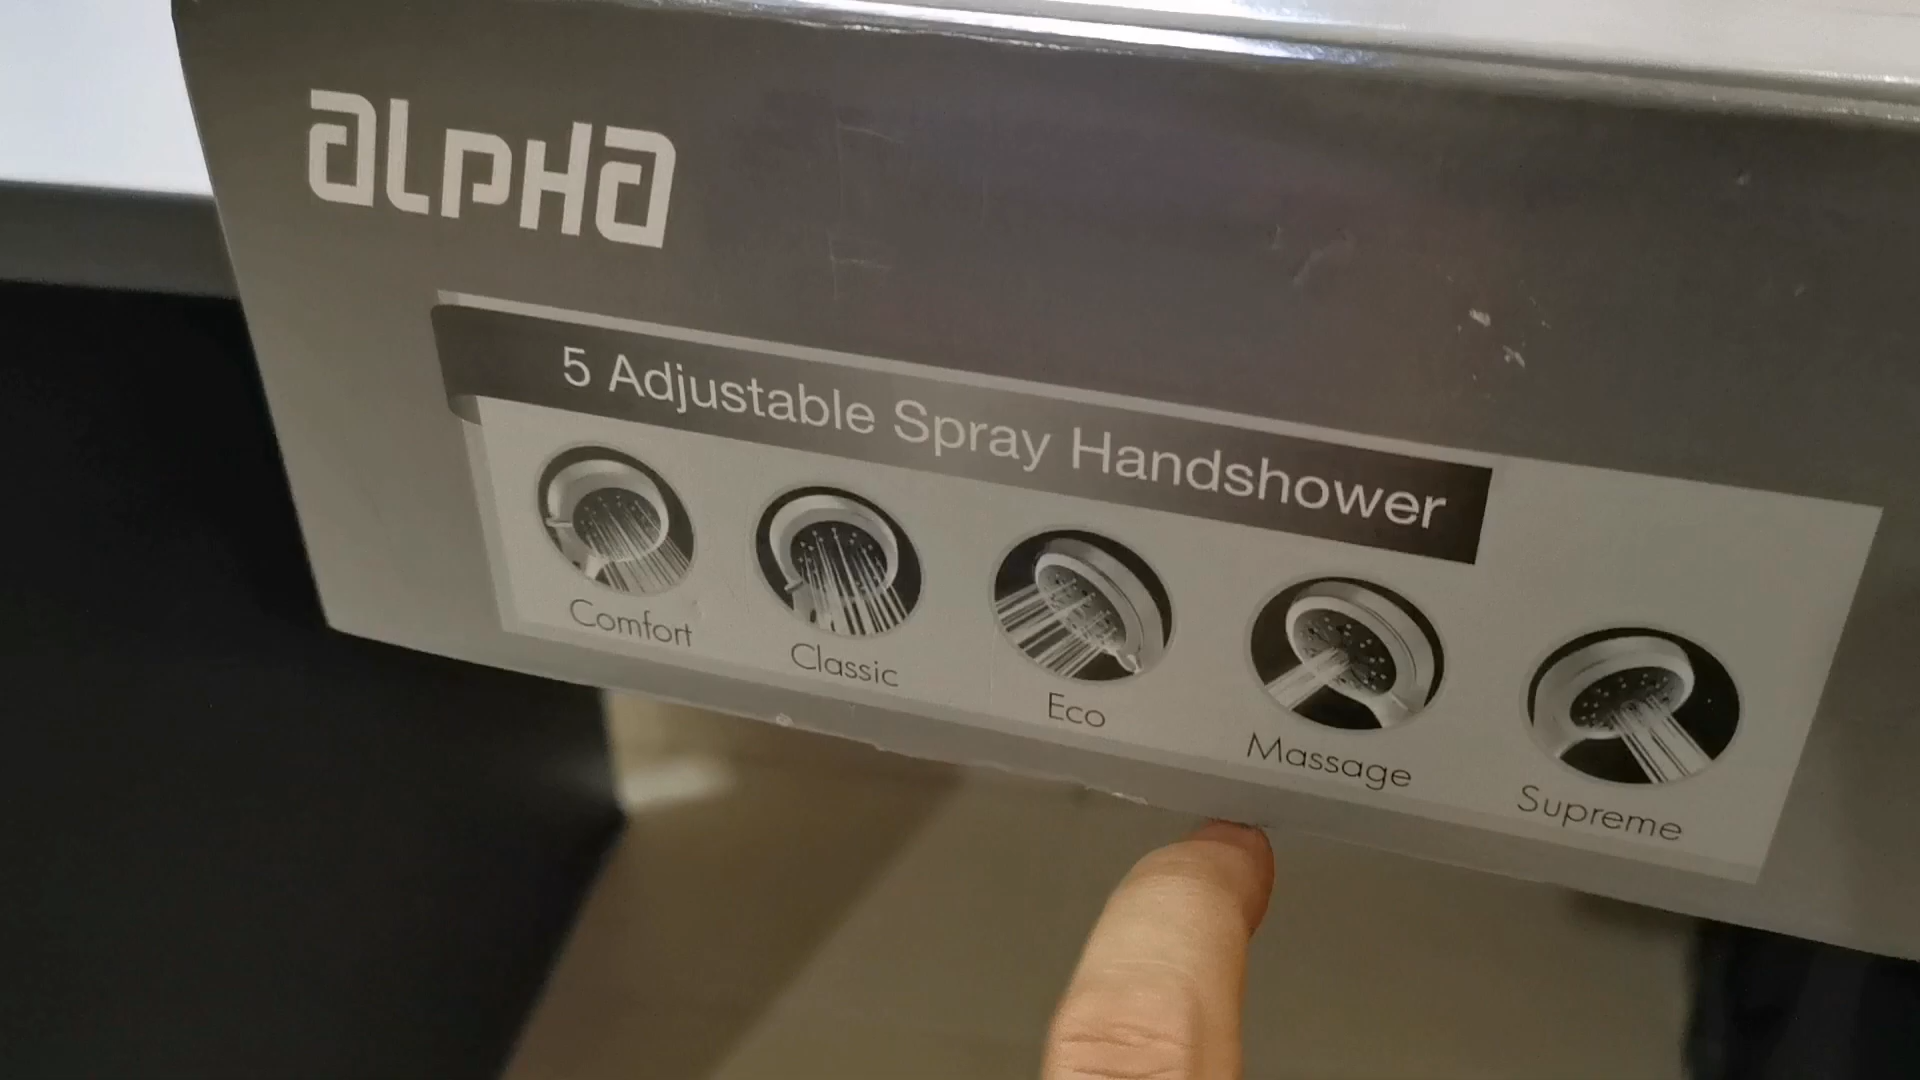 alpha
5 Adjustable Spray Handshower
Comfort
Classic
Eco
Massage
Supreme